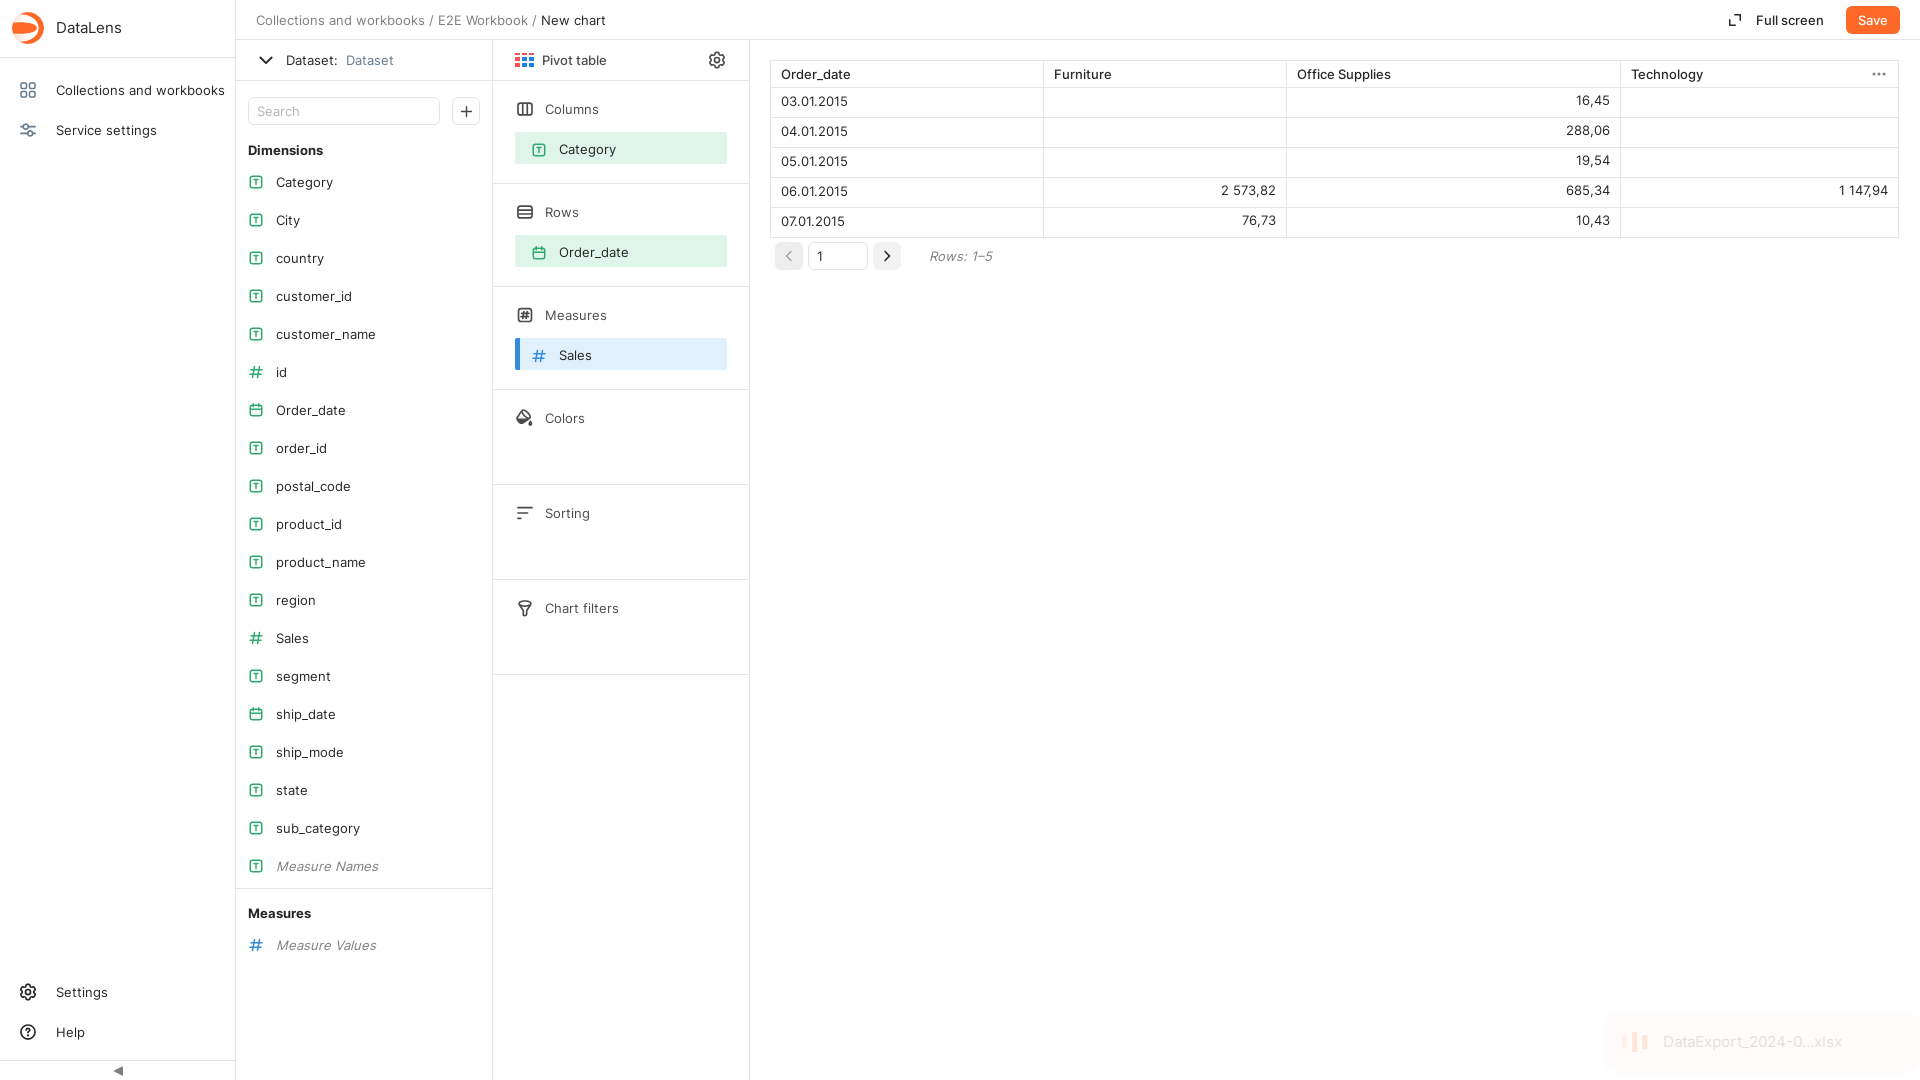 DataLens
Collections and workbooks
Service settings
Settings
Help
Collections and workbooks / E2E Workbook / New chart
Full screen
Save
Dataset: Dataset
Search
Dimensions
Category
City
country
customer_id
customer_name
id
Order_date
order_id
postal_code
product_id
product_name
region
Sales
segment
ship_date
ship_mode
state
sub_category
Measure Names
Measures
Measure Values
Pivot table
Columns
Category
Rows
Order_date
Measures
Sales
Colors
Sorting
Chart filters
Order_date Furniture Office Supplies Technology
03.01.2015 16,45
04.01.2015 288,06
05.01.2015 19,54
06.01.2015 2 573,82 685,34 1 147,94
07.01.2015 76,73 10,43
1 Rows: 1–5
DataExport_2024-0...xlsx